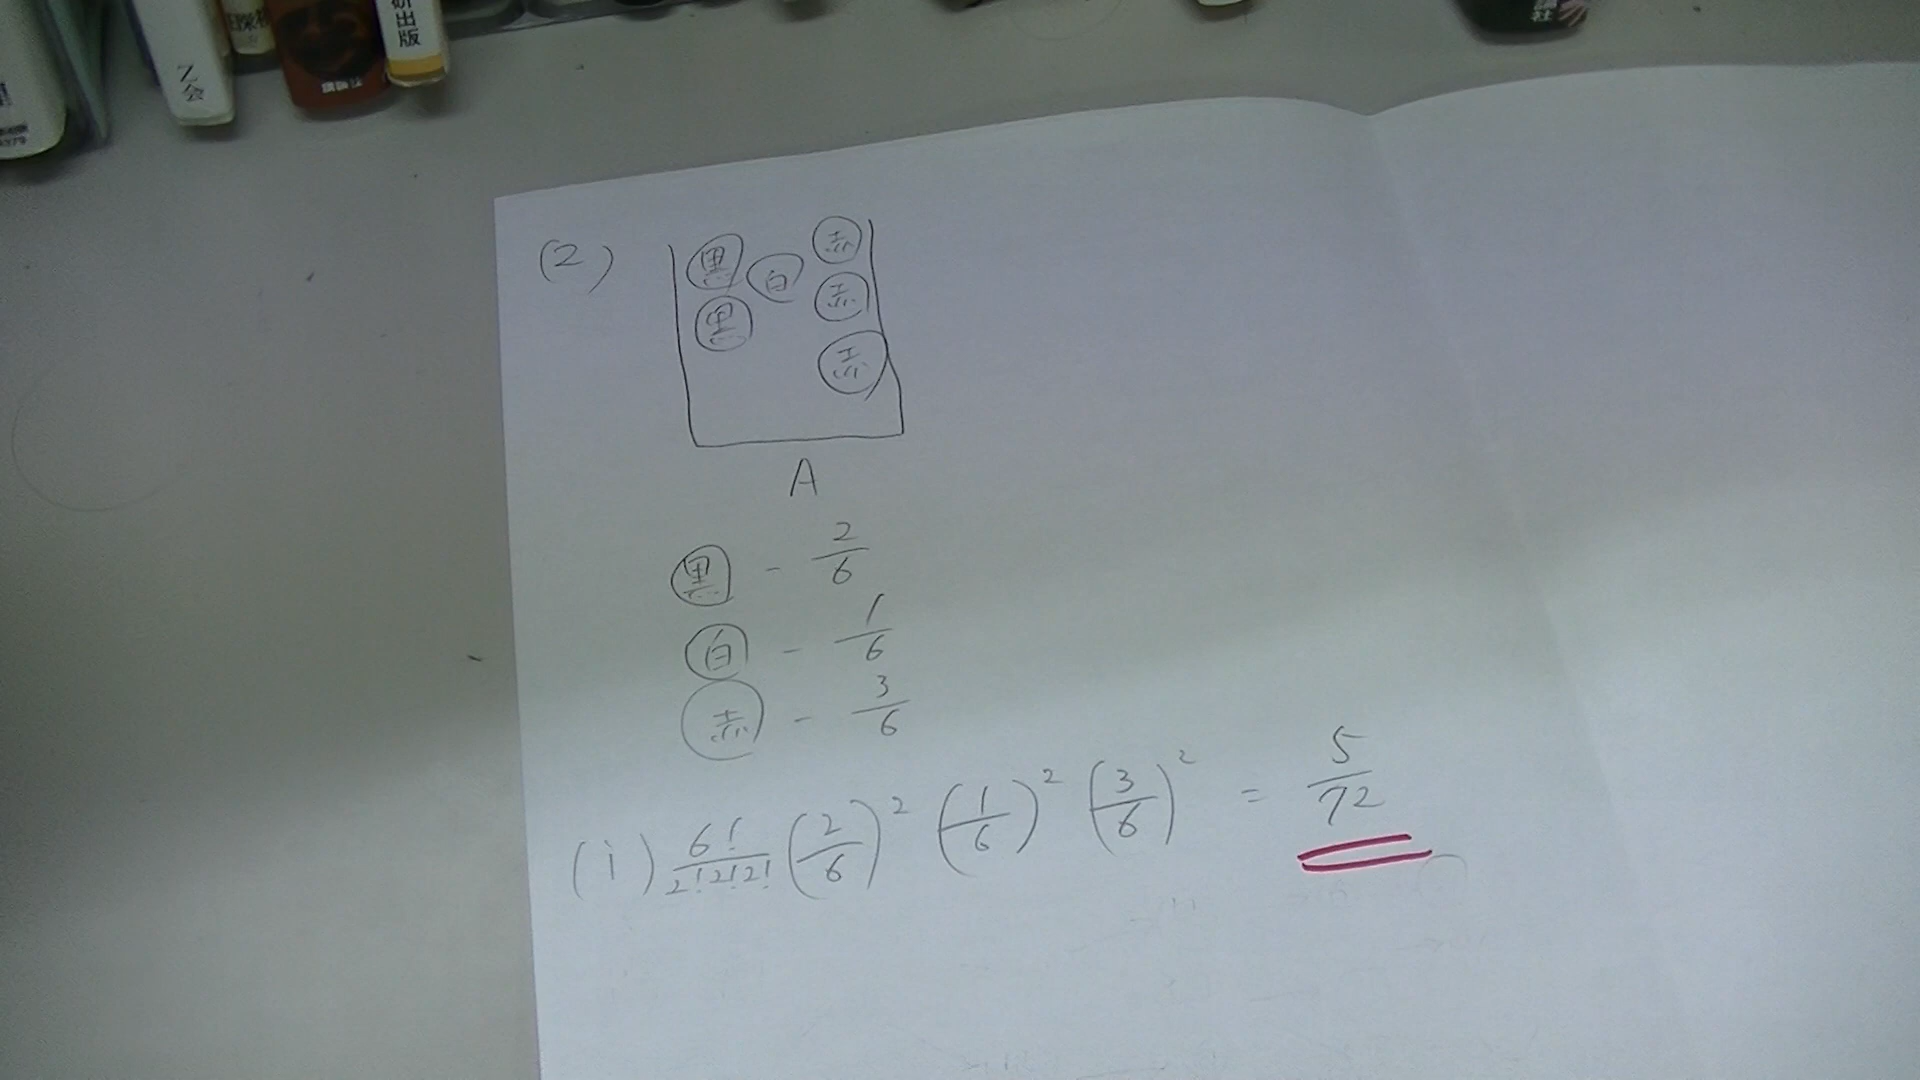 Z会
研出版
(2)
黒 白 赤
黒 赤
赤
A
黒 - 2/6
白 - 1/6
赤 - 3/6
(i) 6!/2!2!2! (2/6)² (1/6)² (3/6)² = 5/72